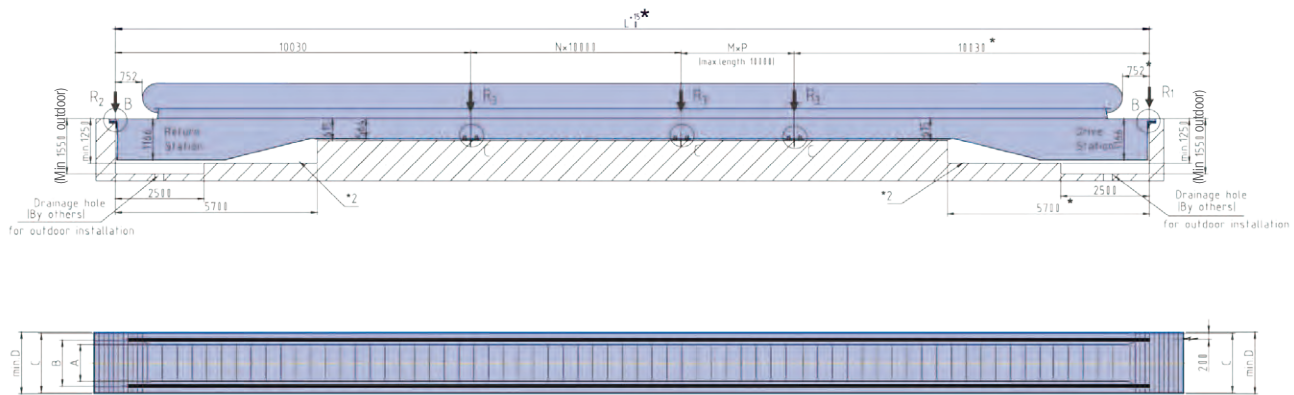 L +15 0 *
10030 N×10000 M×P 10030 *
(max length 10000)
752 752 *
R2 B R3 R3 R3 B R1
(Min 1550 outdoor) min.1250 1166 Return Station C C C Drive Station 1166 min.1250 (Min 1550 outdoor)
2500 *2 *2 2500
5700 5700 *
Drainage hole
(By others)
for outdoor installation
Drainage hole
(By others)
for outdoor installation
min D C B A 200 C min D